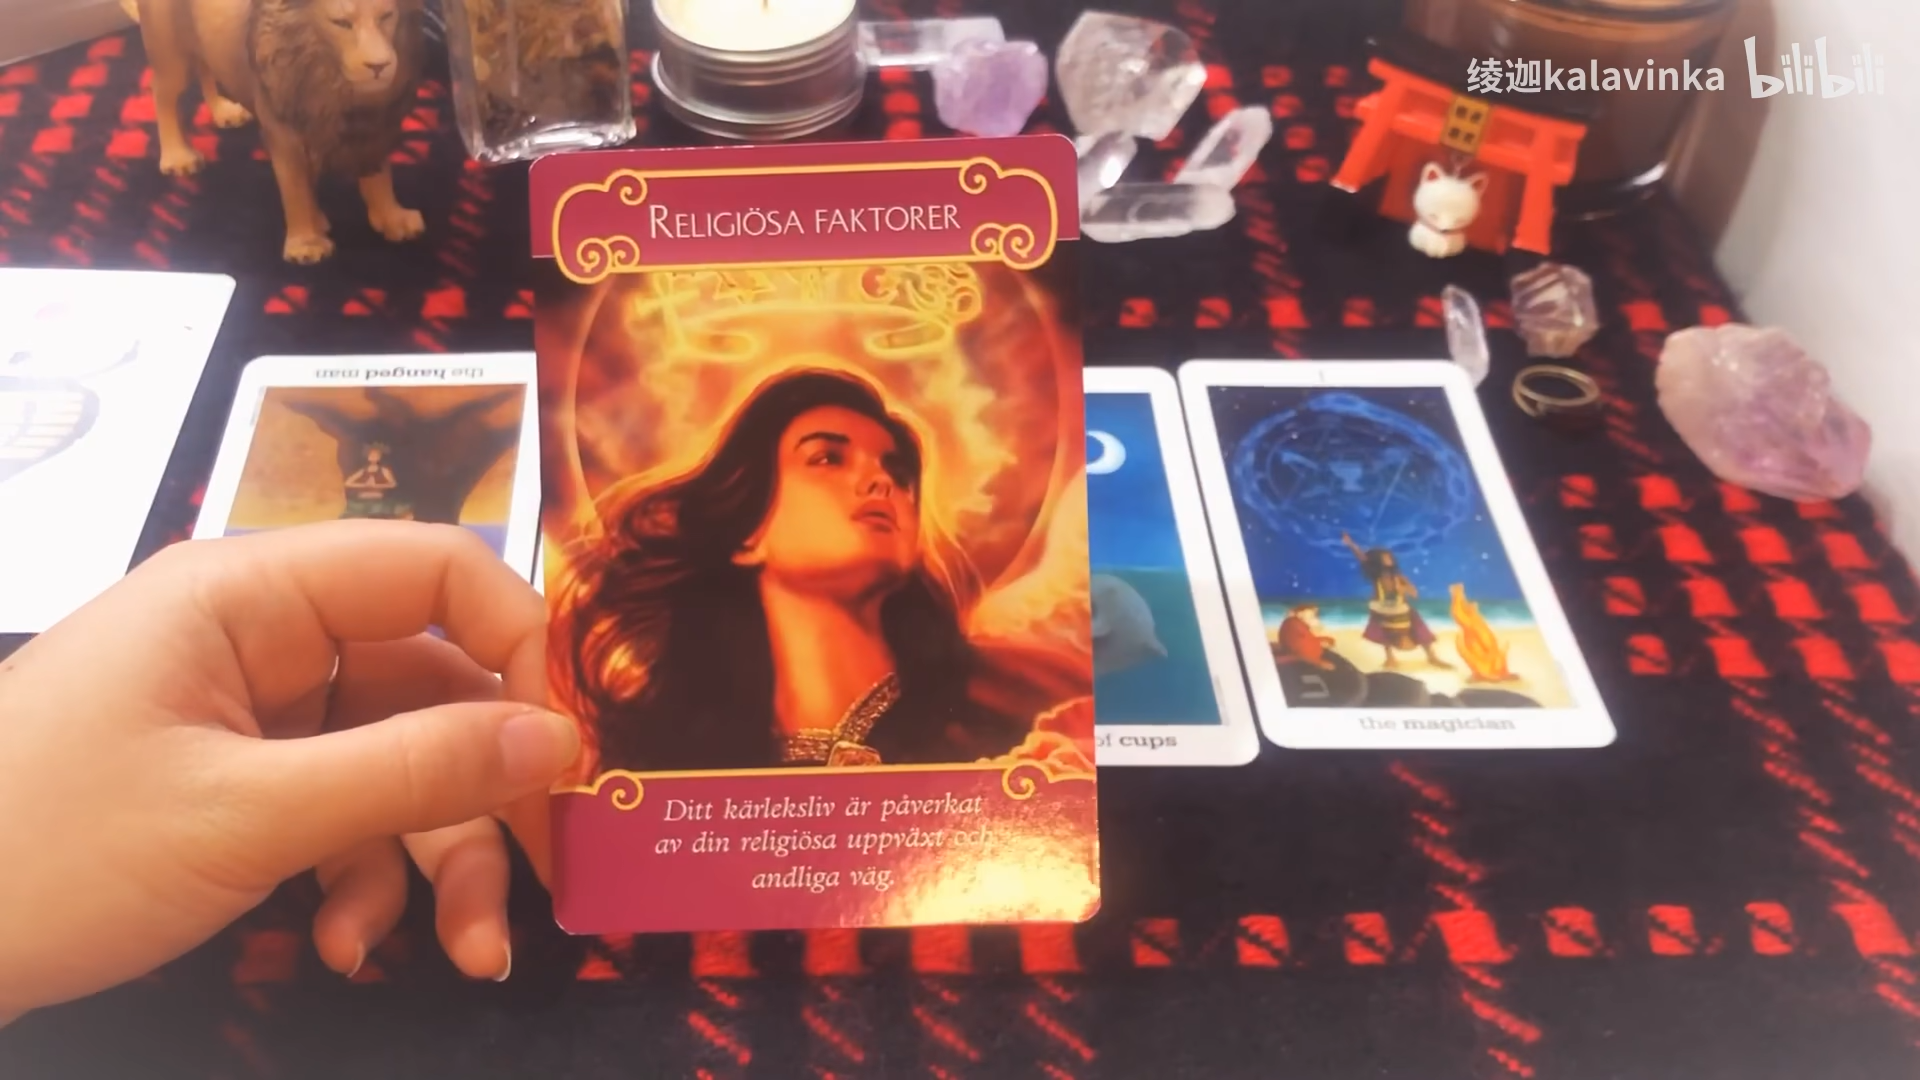 绫迦kalavinka bilibili
RELIGIÖSA FAKTORER
the hanged man
of cups
the magician
Ditt kärleksliv är påverkat
av din religiösa uppväxt och
andliga väg.